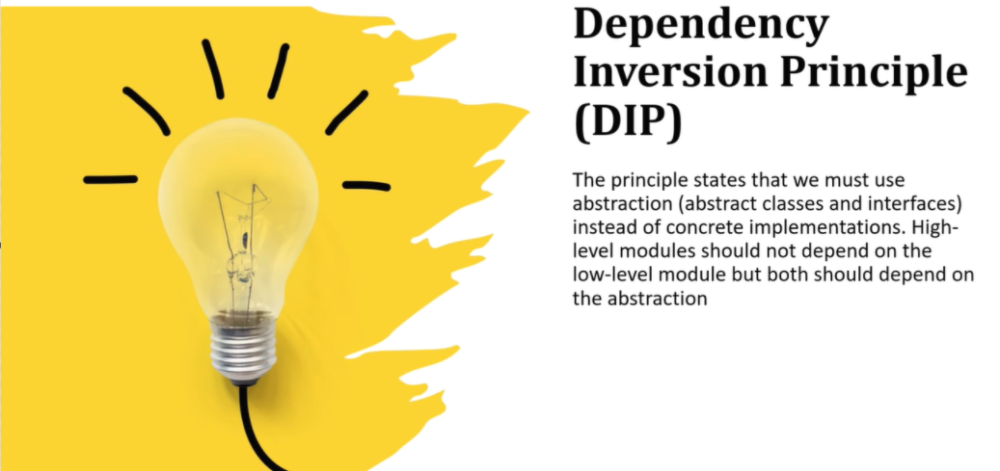 Dependency
Inversion Principle
(DIP)
The principle states that we must use
abstraction (abstract classes and interfaces)
instead of concrete implementations. High-
level modules should not depend on the
low-level module but both should depend on
the abstraction